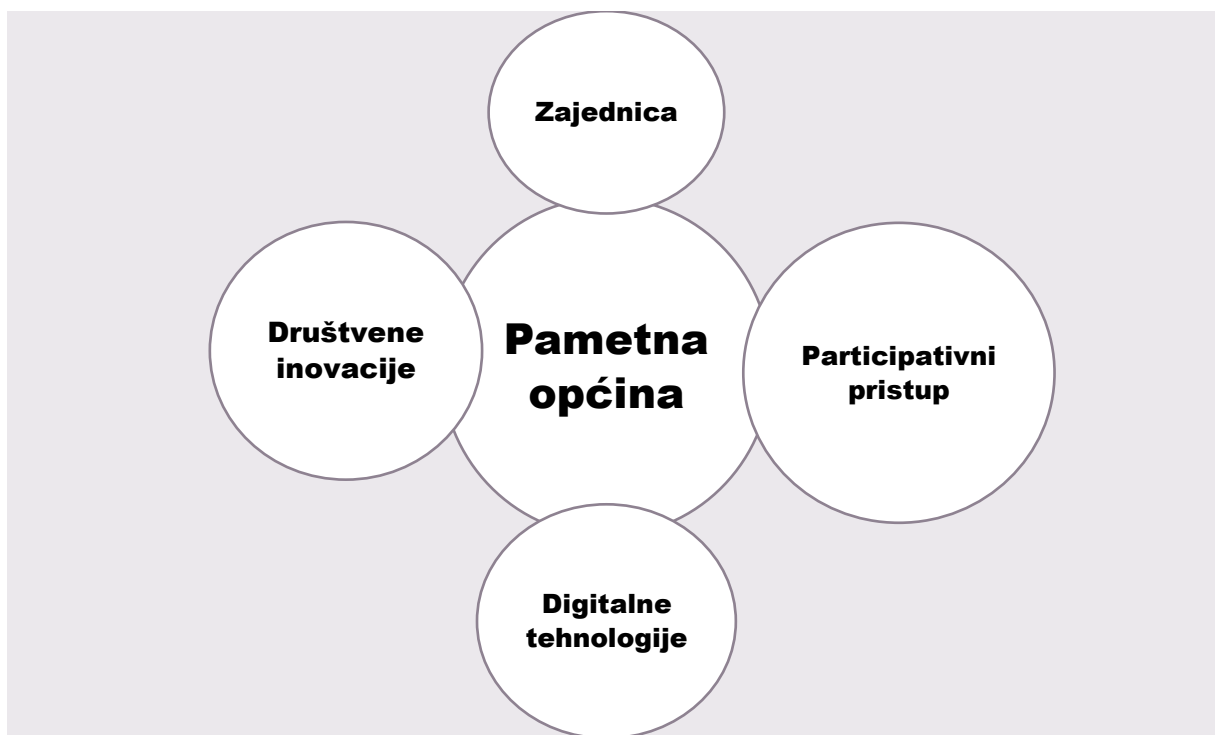 Zajednica
Društvene
inovacije
Pametna
općina
Participativni
pristup
Digitalne
tehnologije